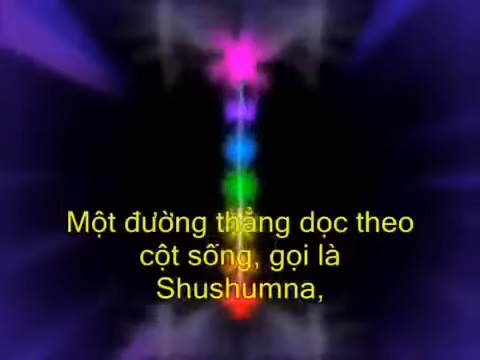 Một đường thẳng dọc theo
cột sống, gọi là
Shushumna,